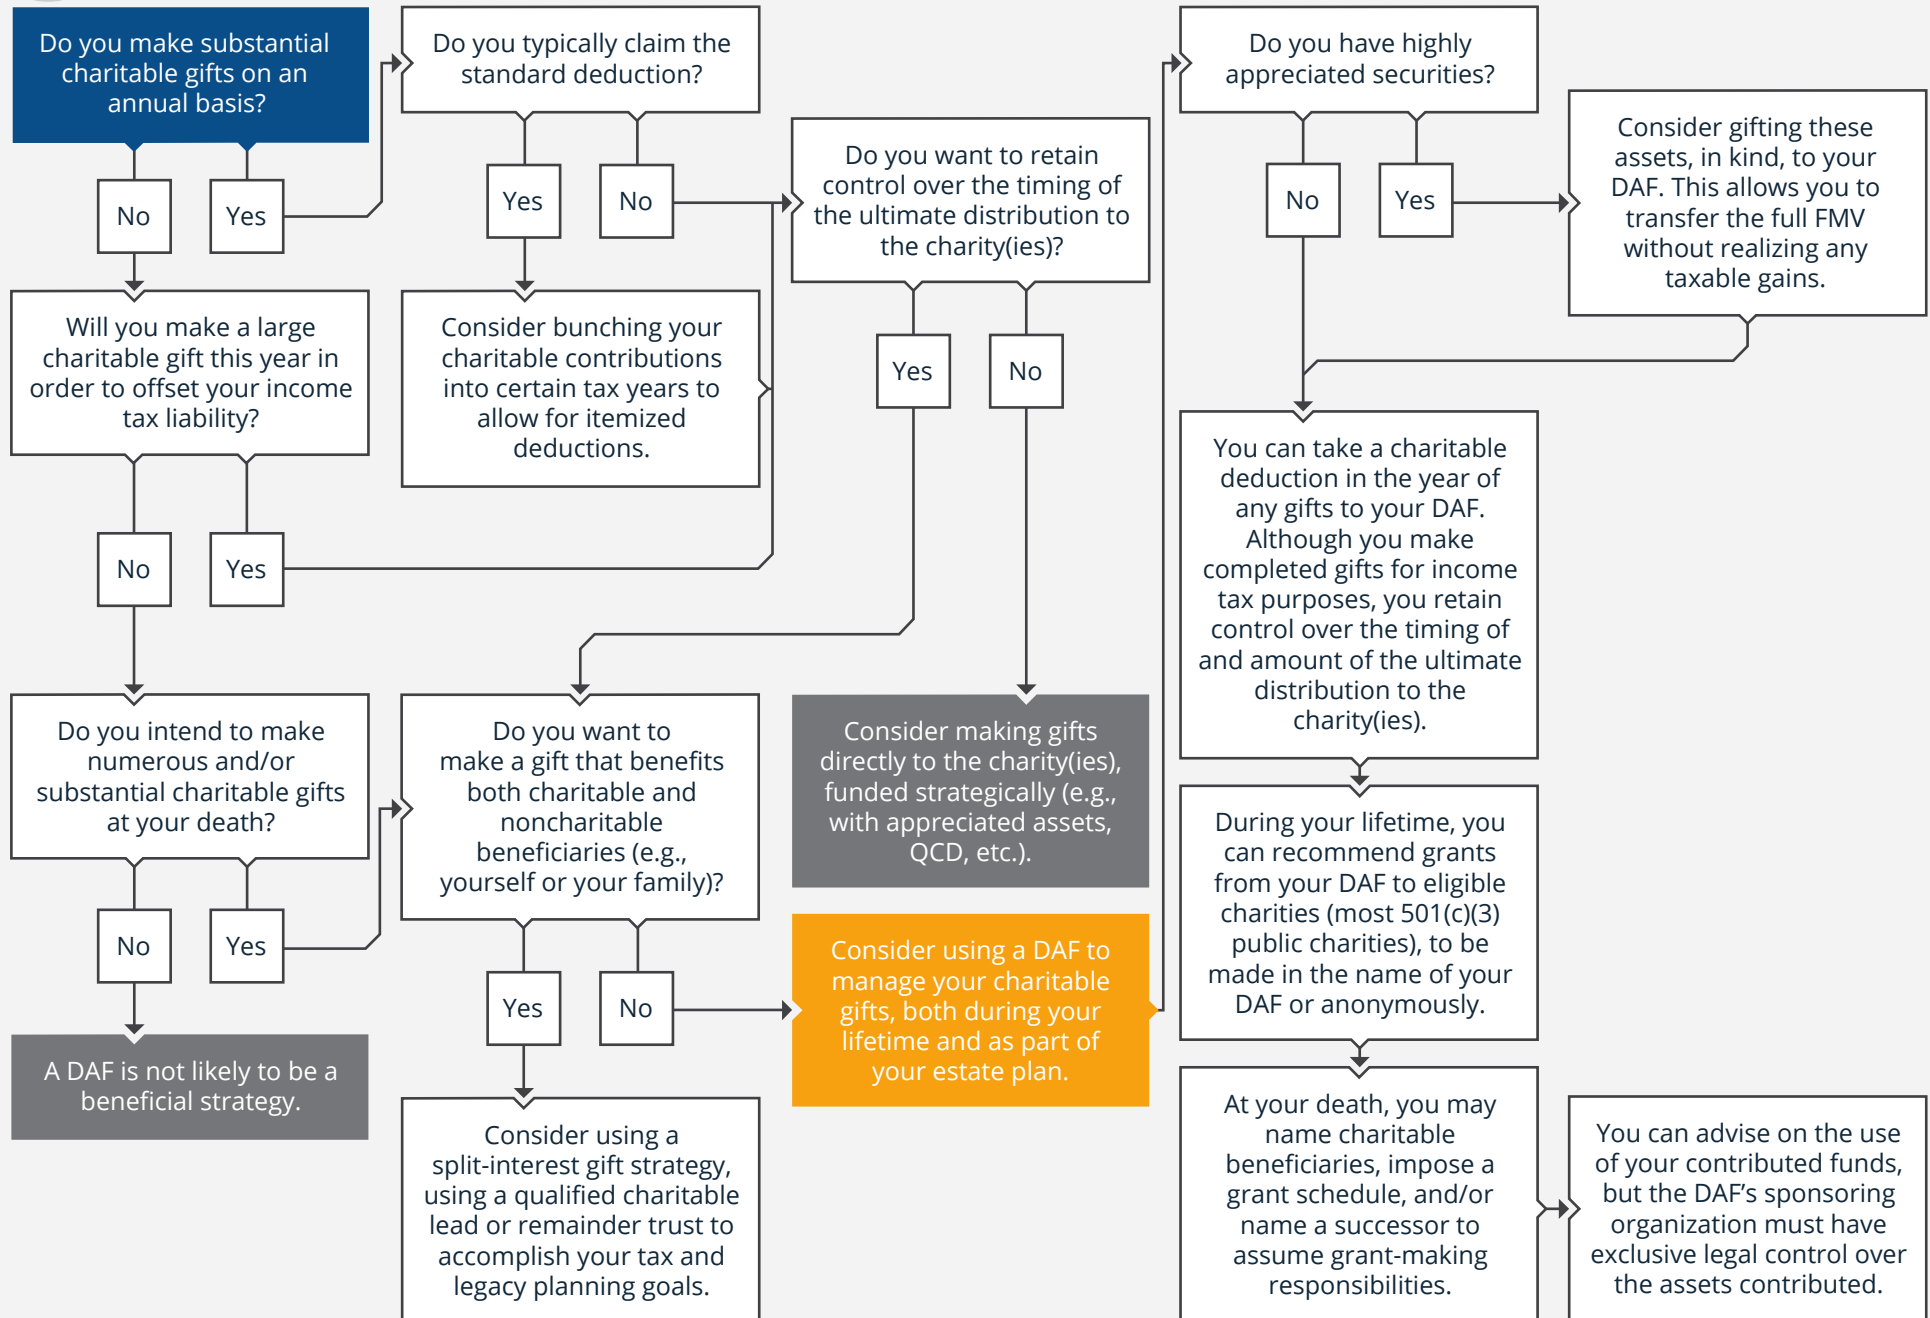 Do you make substantial
charitable gifts on an
annual basis?
No
Yes
Will you make a large
charitable gift this year in
order to offset your income
tax liability?
No
Yes
Do you intend to make
numerous and/or
substantial charitable gifts
at your death?
No
Yes
A DAF is not likely to be a
beneficial strategy.
Do you typically claim the
standard deduction?
Yes
No
Consider bunching your
charitable contributions
into certain tax years to
allow for itemized
deductions.
Do you want to retain
control over the timing of
the ultimate distribution to
the charity(ies)?
Yes
No
Do you want to
make a gift that benefits
both charitable and
noncharitable
beneficiaries (e.g.,
yourself or your family)?
Yes
No
Consider using a
split-interest gift strategy,
using a qualified charitable
lead or remainder trust to
accomplish your tax and
legacy planning goals.
Consider making gifts
directly to the charity(ies),
funded strategically (e.g.,
with appreciated assets,
QCD, etc.).
Consider using a DAF to
manage your charitable
gifts, both during your
lifetime and as part of
your estate plan.
Do you have highly
appreciated securities?
No
Yes
Consider gifting these
assets, in kind, to your
DAF. This allows you to
transfer the full FMV
without realizing any
taxable gains.
You can take a charitable
deduction in the year of
any gifts to your DAF.
Although you make
completed gifts for income
tax purposes, you retain
control over the timing of
and amount of the ultimate
distribution to the
charity(ies).
During your lifetime, you
can recommend grants
from your DAF to eligible
charities (most 501(c)(3)
public charities), to be
made in the name of your
DAF or anonymously.
At your death, you may
name charitable
beneficiaries, impose a
grant schedule, and/or
name a successor to
assume grant-making
responsibilities.
You can advise on the use
of your contributed funds,
but the DAF’s sponsoring
organization must have
exclusive legal control over
the assets contributed.